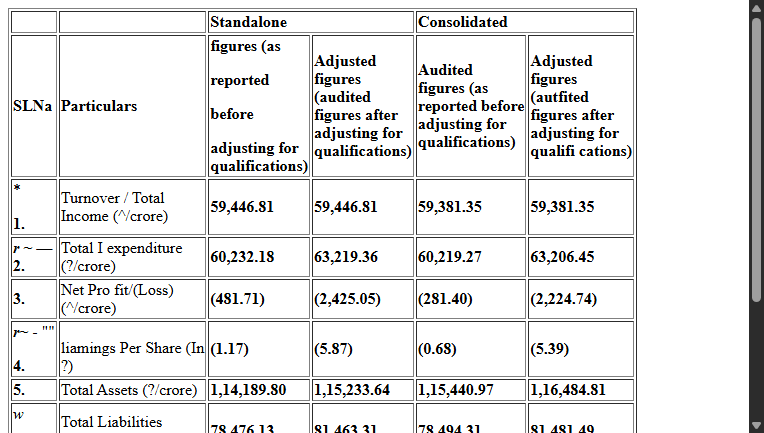 Standalone Consolidated
SLNa Particulars figures (as reported before adjusting for qualifications) Adjusted figures (audited figures after adjusting for qualifications) Audited figures (as reported before adjusting for qualifications) Adjusted figures (autfited figures after adjusting for qualifi cations)
* 1. Turnover / Total Income (^/crore) 59,446.81 59,446.81 59,381.35 59,381.35
r ~ — 2. Total I expenditure (?/crore) 60,232.18 63,219.36 60,219.27 63,206.45
3. Net Pro fit/(Loss) (^/crore) (481.71) (2,425.05) (281.40) (2,224.74)
r~ - "" 4. liamings Per Share (In ?) (1.17) (5.87) (0.68) (5.39)
5. Total Assets (?/crore) 1,14,189.80 1,15,233.64 1,15,440.97 1,16,484.81
w Total Liabilities 78,476.13 81,463.31 78,494.31 81,481.49